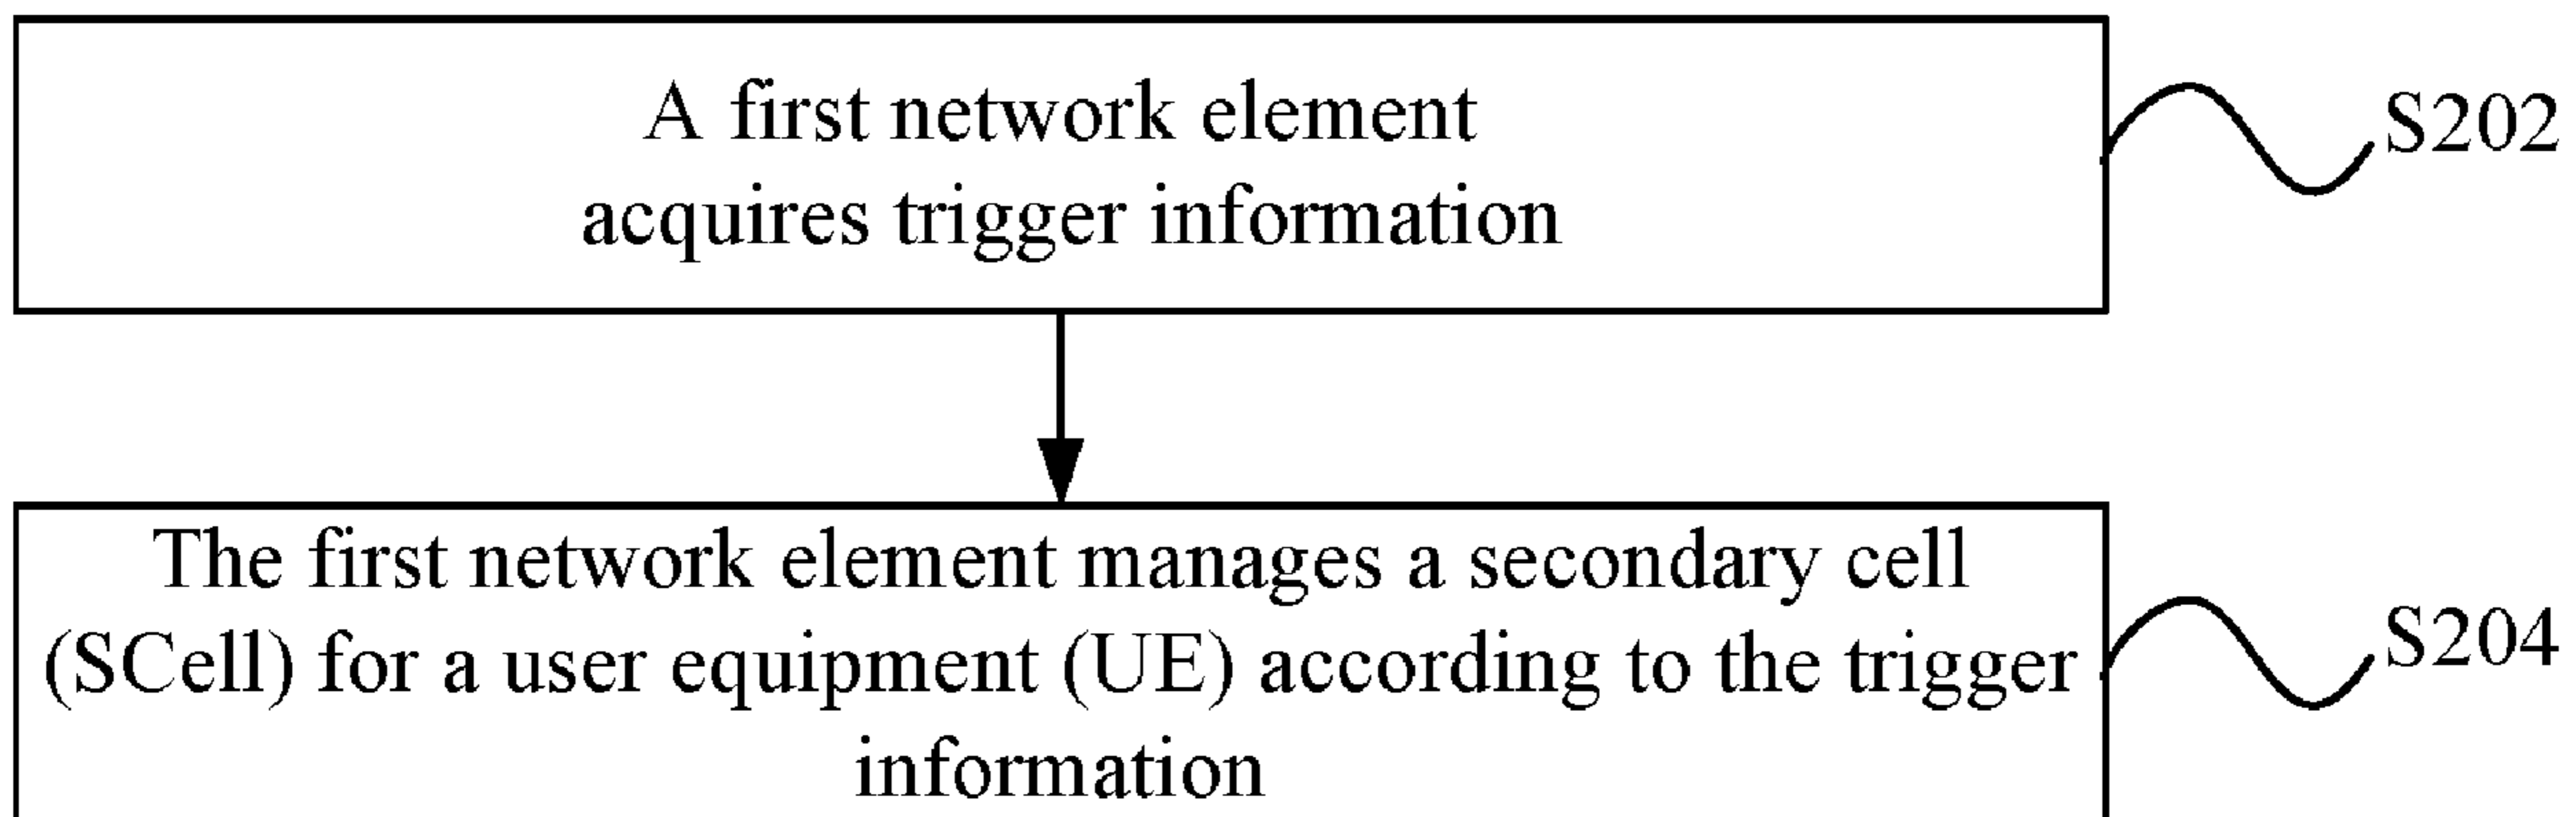 A first network element
acquires trigger information
S202
The first network element manages a secondary cell
(SCell) for a user equipment (UE) according to the trigger
information
S204